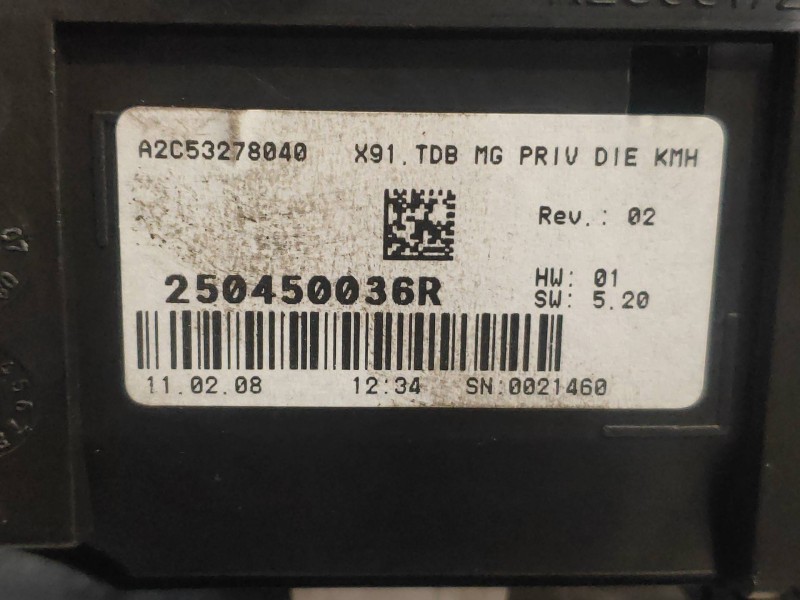 A2C53278040 X91.TDB MG PRIV DIE KMH
Rev.: 02
250450036R
HW: 01
SW: 5.20
11.02.08 12:34 SN:0021460